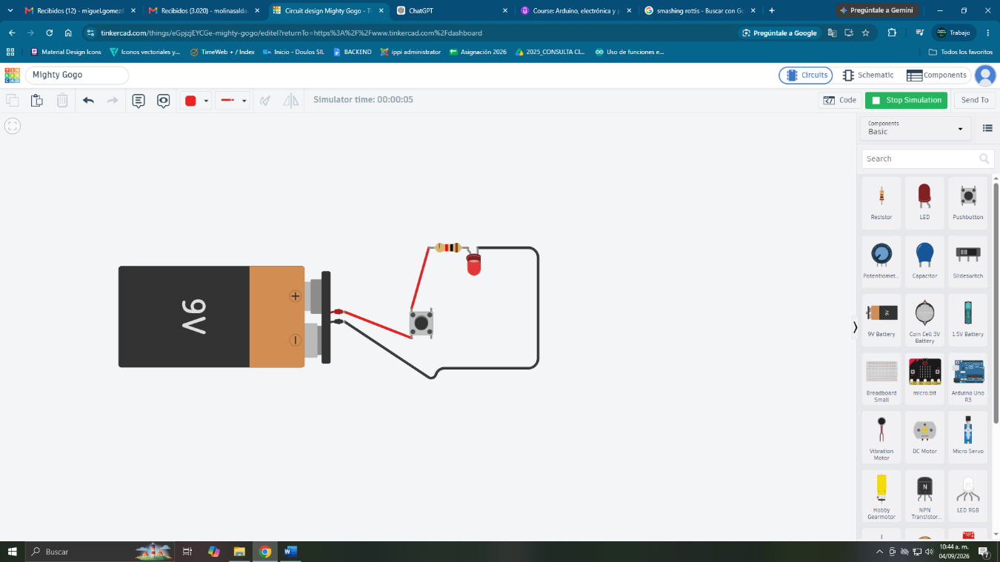 Recibidos (12) - miguel.gomez@
Recibidos (3.020) - molinasalda
Circuit design Mighty Gogo - Ti
ChatGPT
Course: Arduino, electrónica y p
smashing rottis - Buscar con Go
Pregúntale a Gemini
tinkercad.com/things/eGpjzjEYCGe-mighty-gogo/editel?returnTo=https%3A%2F%2Fwww.tinkercad.com%2Fdashboard
Pregúntale a Google
Trabajo
Material Design Icons
Iconos vectoriales y...
TimeWeb + / Index
Inicio - Doulos SIL
BACKEND
ippi administrator
Asignación 2026
2025_CONSULTA CI...
Uso de funciones e...
Todos los favoritos
TIN
KER
CAD
Mighty Gogo
Circuits
Schematic
Components
Simulator time: 00:00:05
Code
Stop Simulation
Send To
Components
Basic
Search
Resistor
LED
Pushbutton
Potentiomet...
Capacitor
Slideswitch
9V Battery
Coin Cell 3V
Battery
1.5V Battery
Breadboard
Small
micro:bit
Arduino Uno
R3
Vibration
Motor
DC Motor
Micro Servo
Hobby
Gearmotor
N
NPN
Transistor...
LED RGB
9V
+
-
Buscar
10:44 a. m.
04/09/2026
7